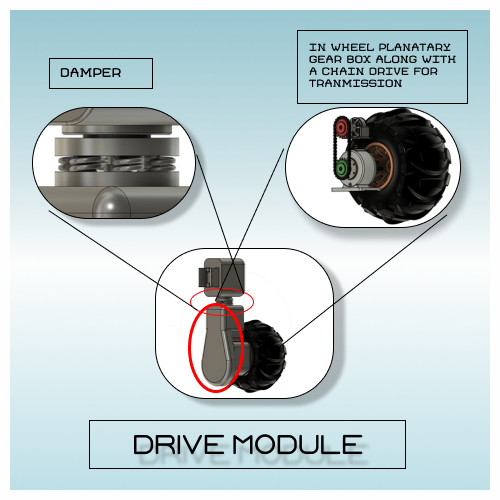 DAMPER
IN WHEEL PLANATARY
GEAR BOX ALONG WITH
A CHAIN DRIVE FOR
TRANMISSION
DRIVE MODULE